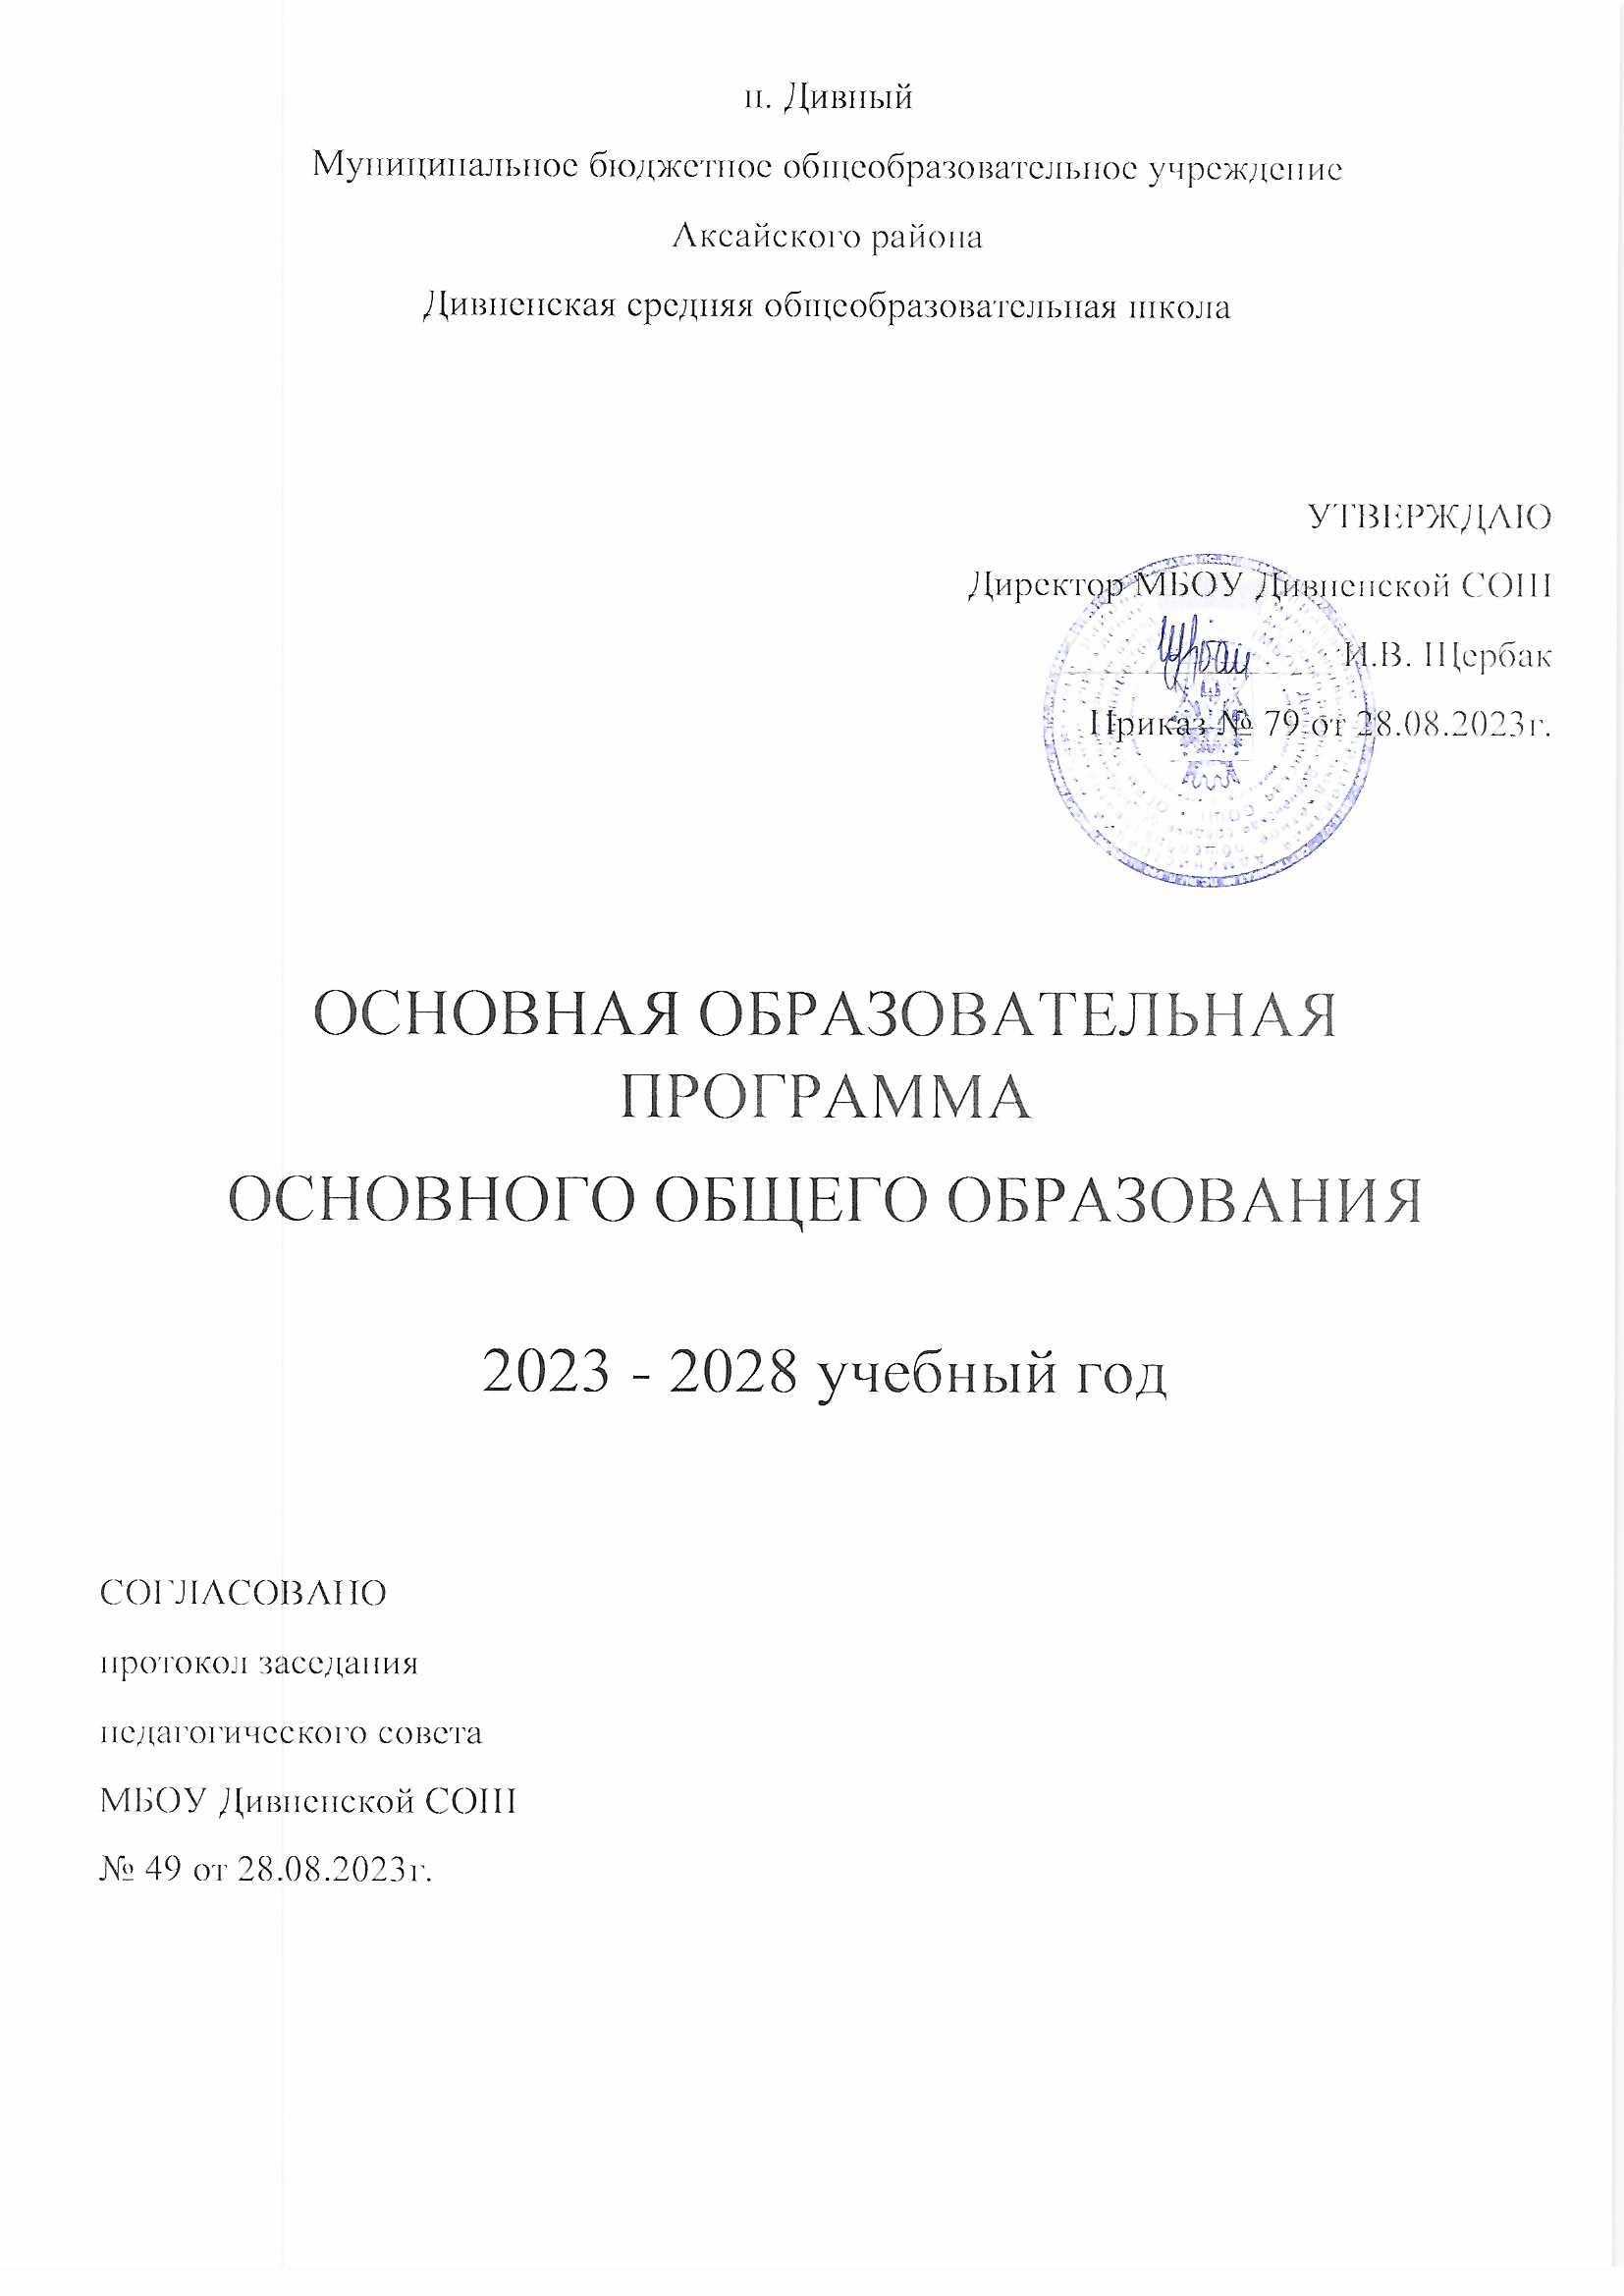 п. Дивный
Муниципальное бюджетное общеобразовательное учреждение
Аксайского района
Дивненская средняя общеобразовательная школа
УТВЕРЖДАЮ
Директор МБОУ Дивненской СОШ
И.В. Щербак
Приказ № 79 от 28.08.2023г.
ОСНОВНАЯ ОБРАЗОВАТЕЛЬНАЯ
ПРОГРАММА
ОСНОВНОГО ОБЩЕГО ОБРАЗОВАНИЯ
2023 - 2028 учебный год
СОГЛАСОВАНО
протокол заседания
педагогического совета
МБОУ Дивненской СОШ
№ 49 от 28.08.2023г.